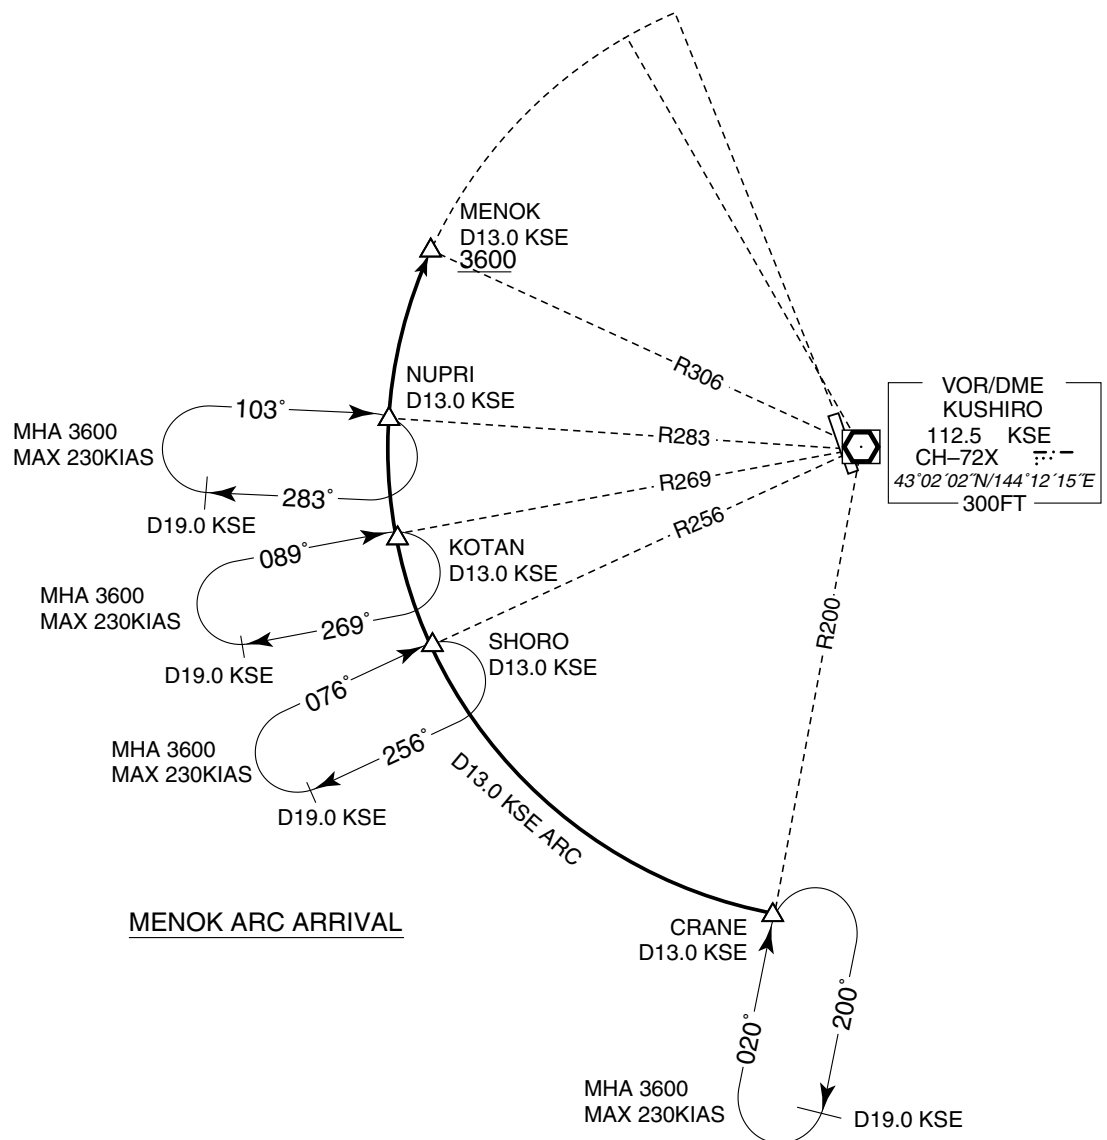 MENOK
D13.0 KSE
3600
R306
NUPRI
D13.0 KSE
103°
MHA 3600
MAX 230KIAS
283°
D19.0 KSE
R283
VOR/DME
KUSHIRO
112.5 KSE
CH–72X
43°02´02˝N/144°12´15˝E
300FT
R269
R256
089°
KOTAN
D13.0 KSE
MHA 3600
MAX 230KIAS
269°
D19.0 KSE
R200
SHORO
D13.0 KSE
076°
MHA 3600
MAX 230KIAS
256°
D19.0 KSE
D13.0 KSE ARC
MENOK ARC ARRIVAL
CRANE
D13.0 KSE
020°
200°
MHA 3600
MAX 230KIAS
D19.0 KSE